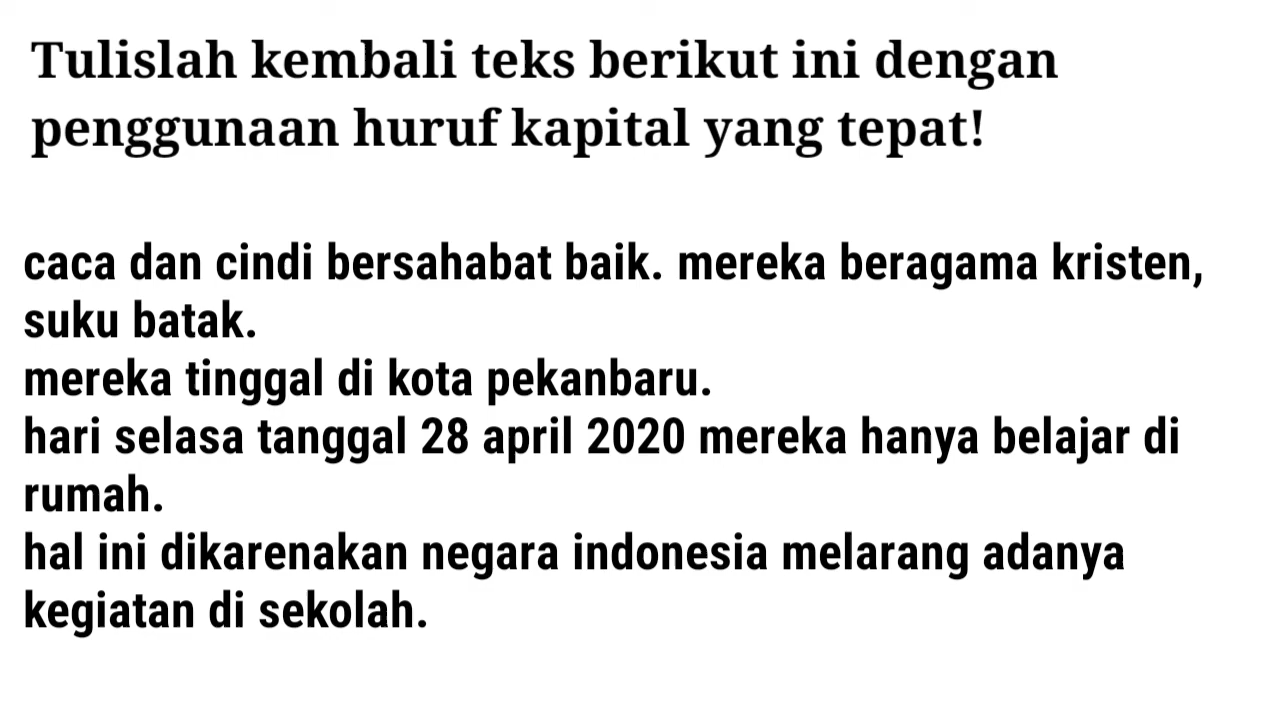 Tulislah kembali teks berikut ini dengan
penggunaan huruf kapital yang tepat!
caca dan cindi bersahabat baik. mereka beragama kristen,
suku batak.
mereka tinggal di kota pekanbaru.
hari selasa tanggal 28 april 2020 mereka hanya belajar di
rumah.
hal ini dikarenakan negara indonesia melarang adanya
kegiatan di sekolah.